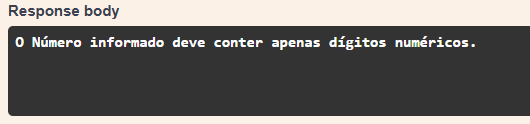 Response body
O Número informado deve conter apenas dígitos numéricos.